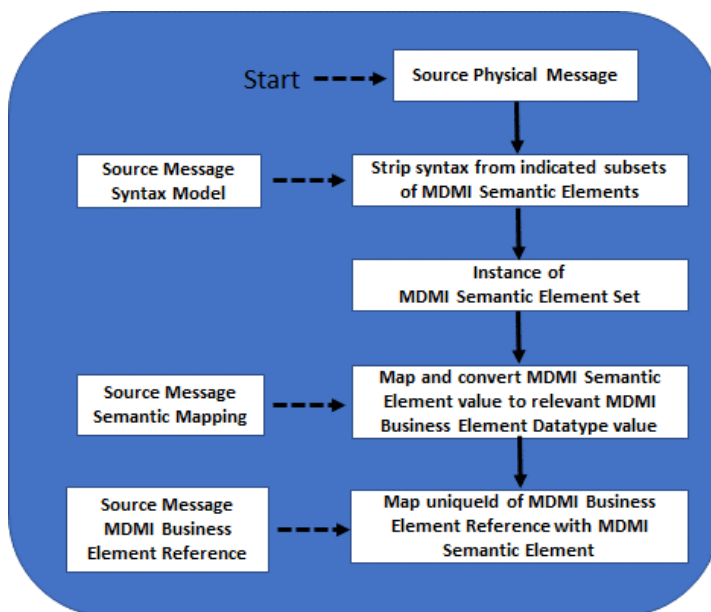 Start
Source Physical Message
Source Message
Syntax Model
Strip syntax from indicated subsets
of MDMI Semantic Elements
Instance of
MDMI Semantic Element Set
Source Message
Semantic Mapping
Map and convert MDMI Semantic
Element value to relevant MDMI
Business Element Datatype value
Source Message
MDMI Business
Element Reference
Map uniqueId of MDMI Business
Element Reference with MDMI
Semantic Element